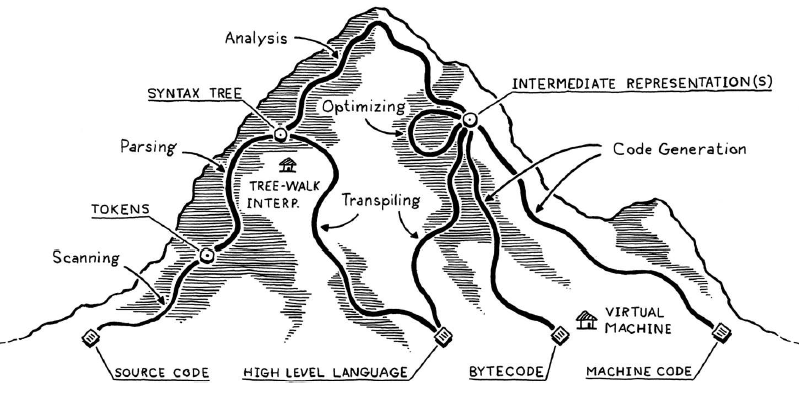 Analysis
SYNTAX TREE
INTERMEDIATE REPRESENTATION(S)
Optimizing
Parsing
Code Generation
TREE-WALK
INTERP.
Transpiling
TOKENS
Scanning
VIRTUAL
MACHINE
SOURCE CODE
HIGH LEVEL LANGUAGE
BYTECODE
MACHINE CODE